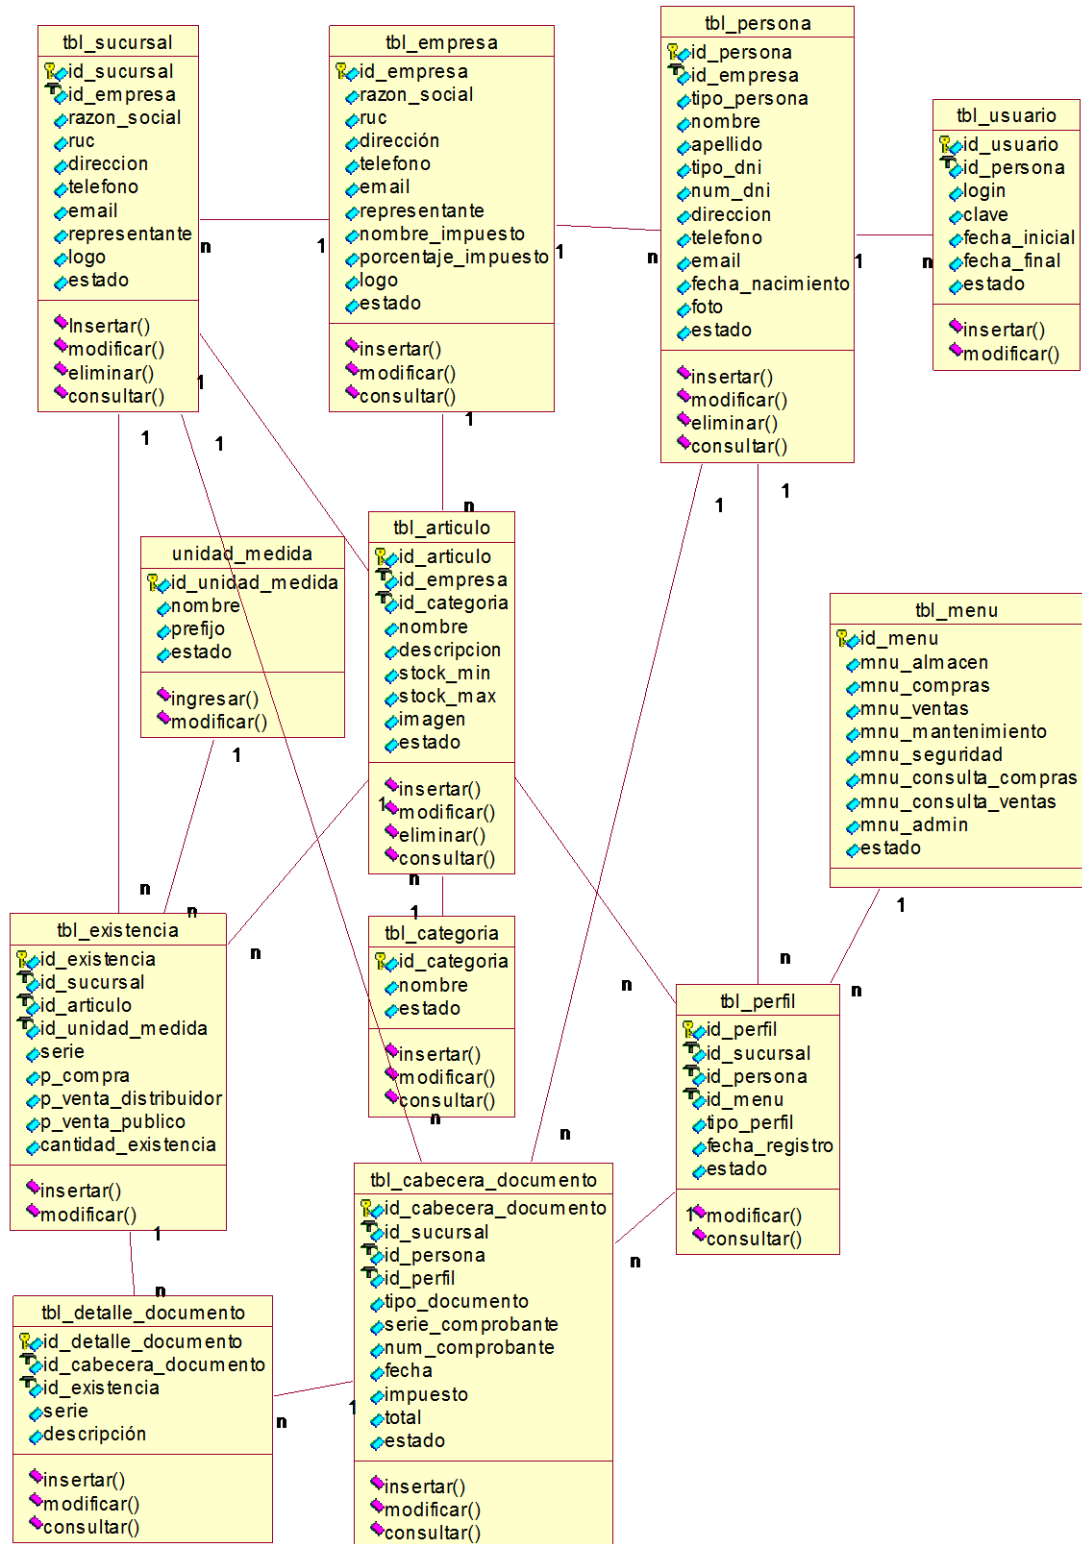 tbl_sucursal
id_sucursal
id_empresa
razon_social
ruc
direccion
telefono
email
representante
logo
estado
Insertar()
modificar()
eliminar()
consultar()
tbl_empresa
id_empresa
razon_social
ruc
dirección
telefono
email
representante
nombre_impuesto
porcentaje_impuesto
logo
estado
insertar()
modificar()
consultar()
tbl_persona
id_persona
id_empresa
tipo_persona
nombre
apellido
tipo_dni
num_dni
direccion
telefono
email
fecha_nacimiento
foto
estado
insertar()
modificar()
eliminar()
consultar()
tbl_usuario
id_usuario
id_persona
login
clave
fecha_inicial
fecha_final
estado
insertar()
modificar()
n
1
1
n
1
n
1
1
1
1
n
1
1
unidad_medida
id_unidad_medida
nombre
prefijo
estado
ingresar()
modificar()
1
tbl_articulo
id_articulo
id_empresa
id_categoria
nombre
descripcion
stock_min
stock_max
imagen
estado
insertar()
1
modificar()
eliminar()
consultar()
n
1
tbl_menu
id_menu
mnu_almacen
mnu_compras
mnu_ventas
mnu_mantenimiento
mnu_seguridad
mnu_consulta_compras
mnu_consulta_ventas
mnu_admin
estado
1
n
n
n
n
n
n
tbl_existencia
id_existencia
id_sucursal
id_articulo
id_unidad_medida
serie
p_compra
p_venta_distribuidor
p_venta_publico
cantidad_existencia
insertar()
modificar()
1
n
tbl_categoria
id_categoria
nombre
estado
insertar()
modificar()
consultar()
n
n
tbl_perfil
id_perfil
id_sucursal
id_persona
id_menu
tipo_perfil
fecha_registro
estado
1
modificar()
consultar()
n
tbl_cabecera_documento
id_cabecera_documento
id_sucursal
id_persona
id_perfil
tipo_documento
serie_comprobante
num_comprobante
fecha
impuesto
total
estado
insertar()
modificar()
consultar()
1
n
tbl_detalle_documento
id_detalle_documento
id_cabecera_documento
id_existencia
serie
descripción
insertar()
modificar()
consultar()